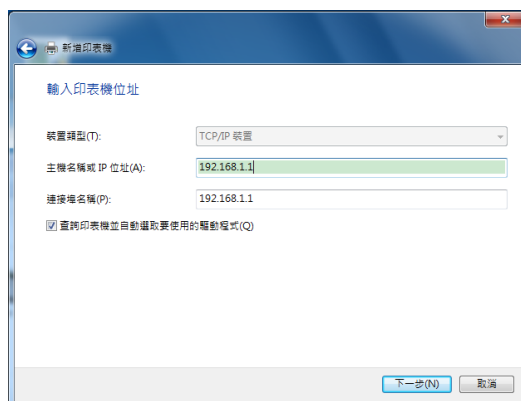 新增印表機
輸入印表機位址
裝置類型(T): TCP/IP 裝置
主機名稱或 IP 位址(A): 192.168.1.1
連接埠名稱(P): 192.168.1.1
查詢印表機並自動選取要使用的驅動程式(Q)
下一步(N) 取消